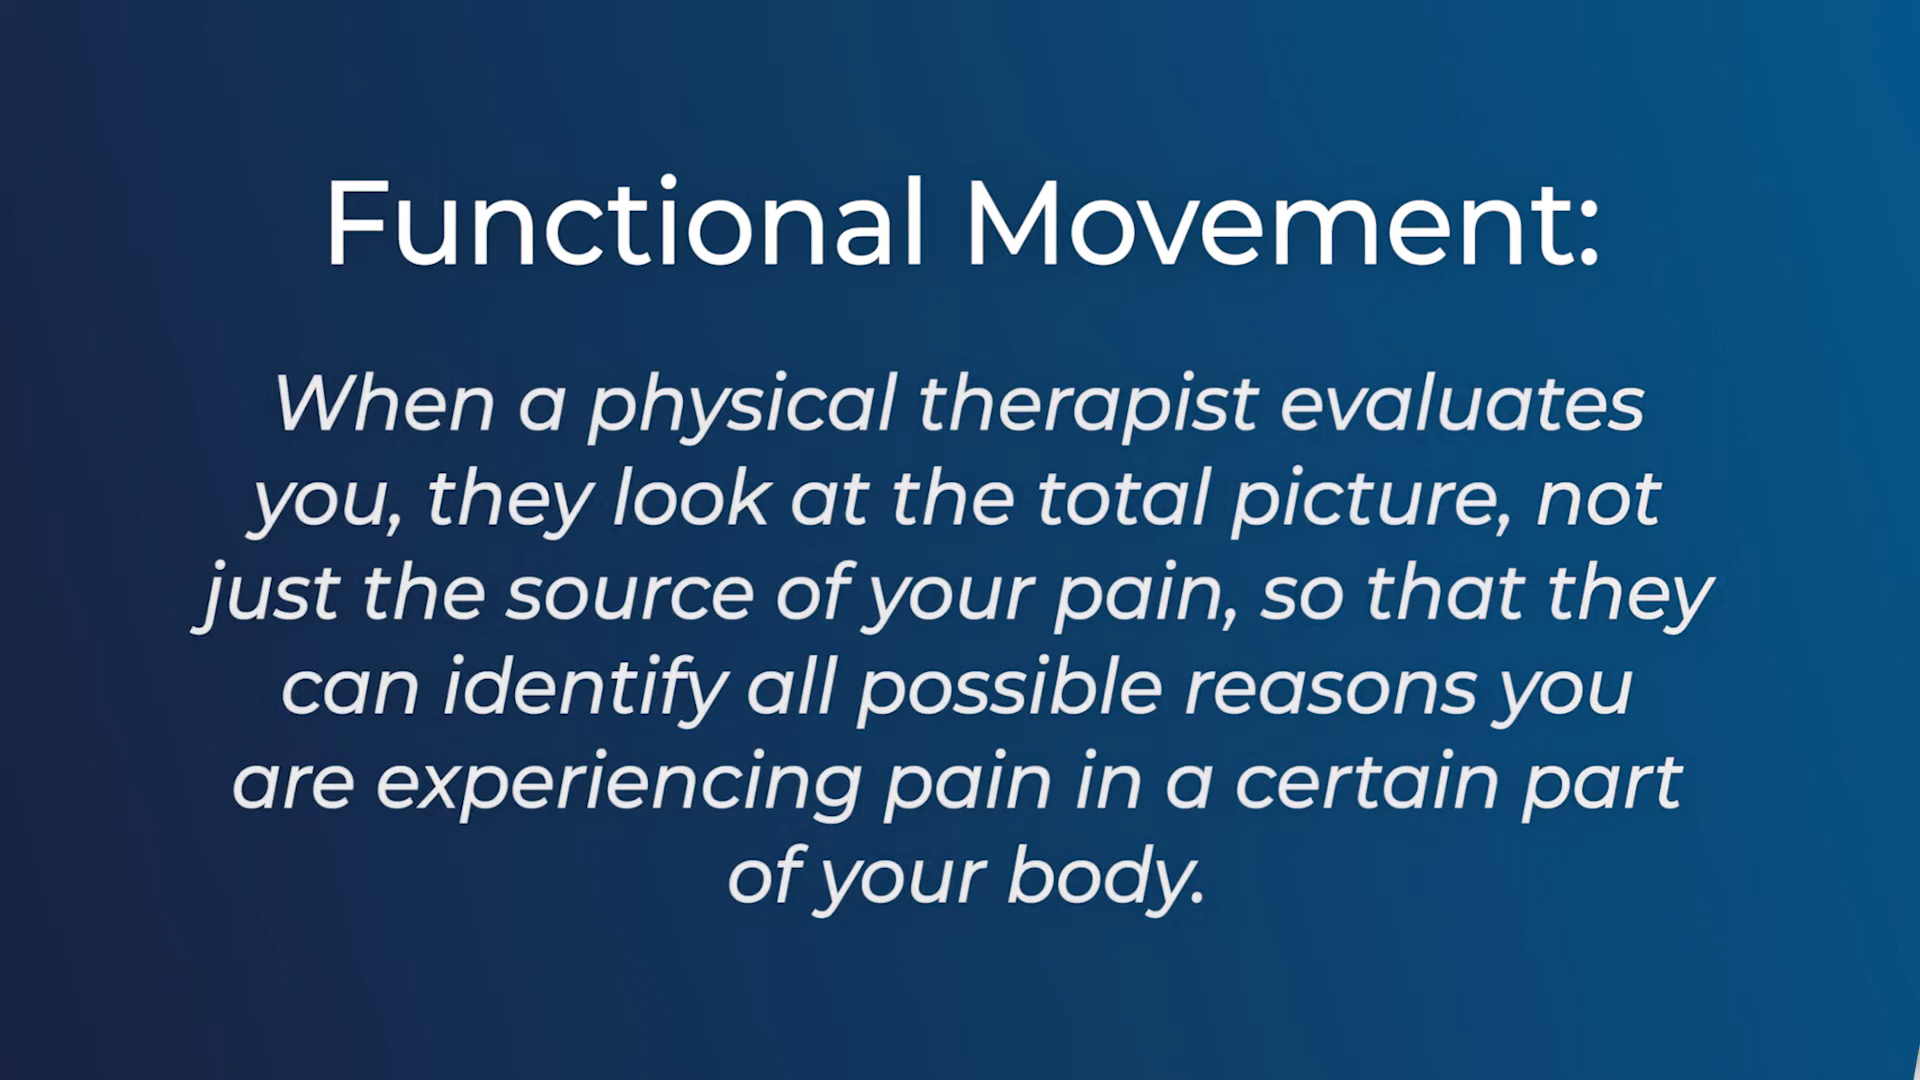 Functional Movement:
When a physical therapist evaluates
you, they look at the total picture, not
just the source of your pain, so that they
can identify all possible reasons you
are experiencing pain in a certain part
of your body.